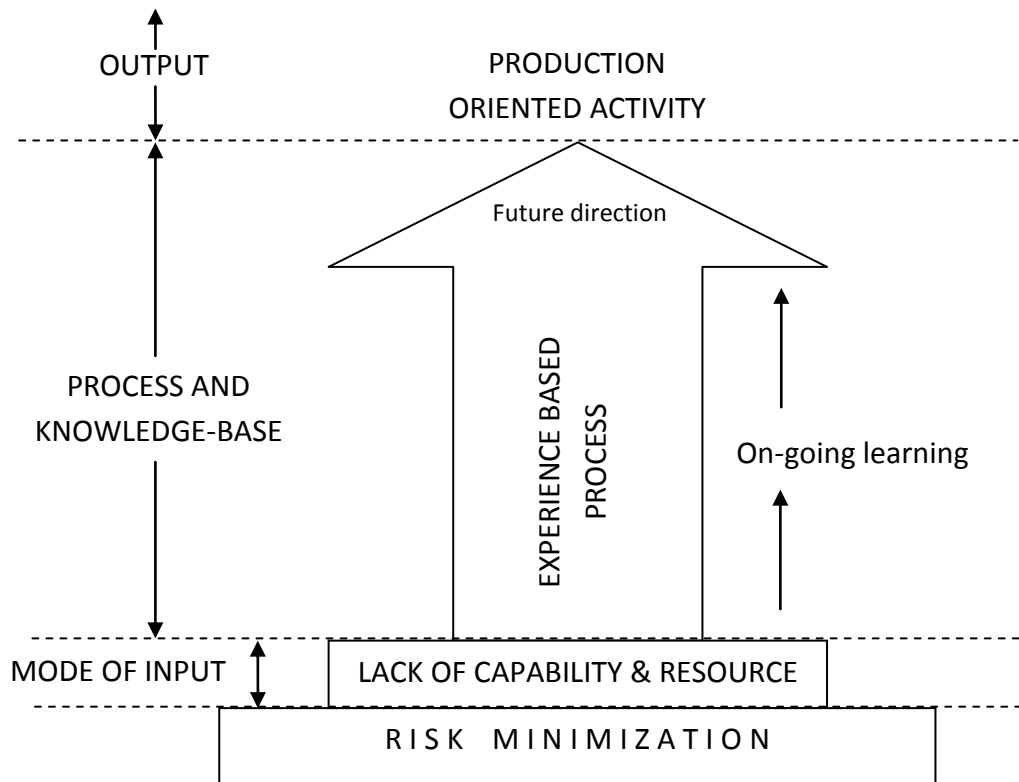 OUTPUT
PRODUCTION
ORIENTED ACTIVITY
Future direction
PROCESS AND
KNOWLEDGE-BASE
EXPERIENCE BASED
PROCESS
On-going learning
MODE OF INPUT
LACK OF CAPABILITY & RESOURCE
RISK MINIMIZATION